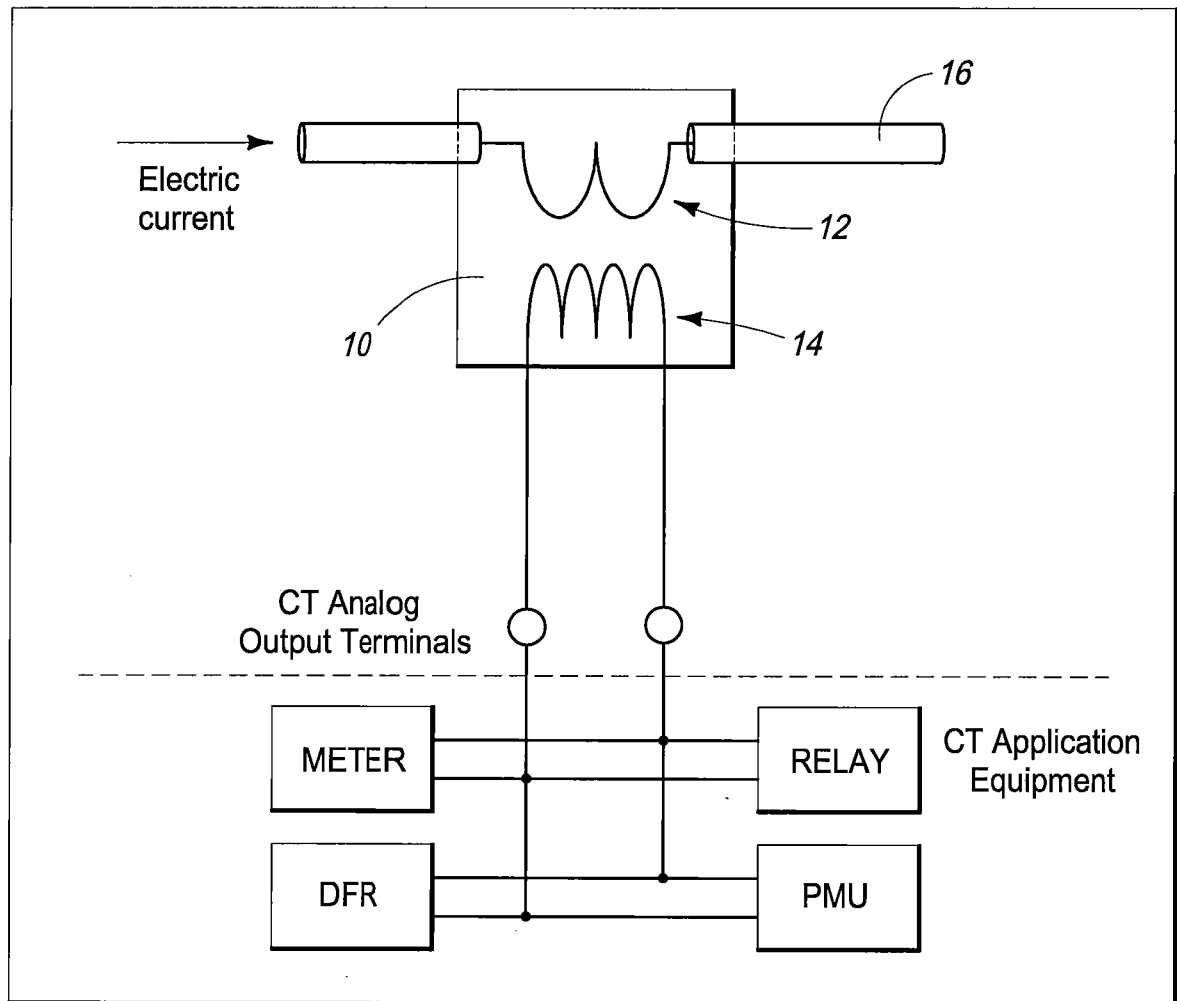 16
Electric
current
12
10
14
CT Analog
Output Terminals
METER
RELAY
CT Application
Equipment
DFR
PMU